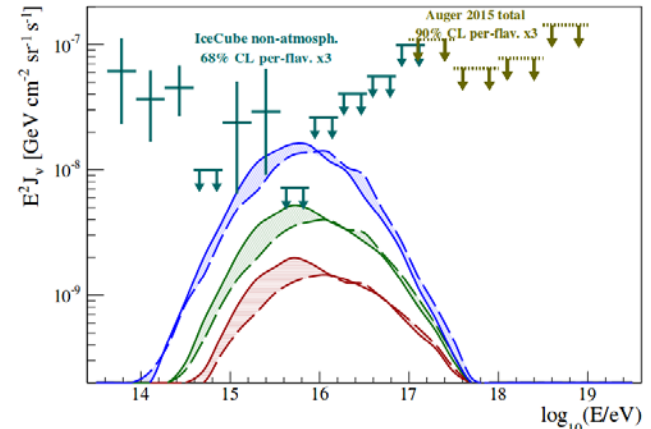 Auger 2015 total
90% CL per-flav. x3
IceCube non-atmosph.
68% CL per-flav. x3
10⁻⁷
10⁻⁸
10⁻⁹
E²Jν [GeV cm⁻² sr⁻¹ s⁻¹]
14 15 16 17 18 19
log₁₀(E/eV)